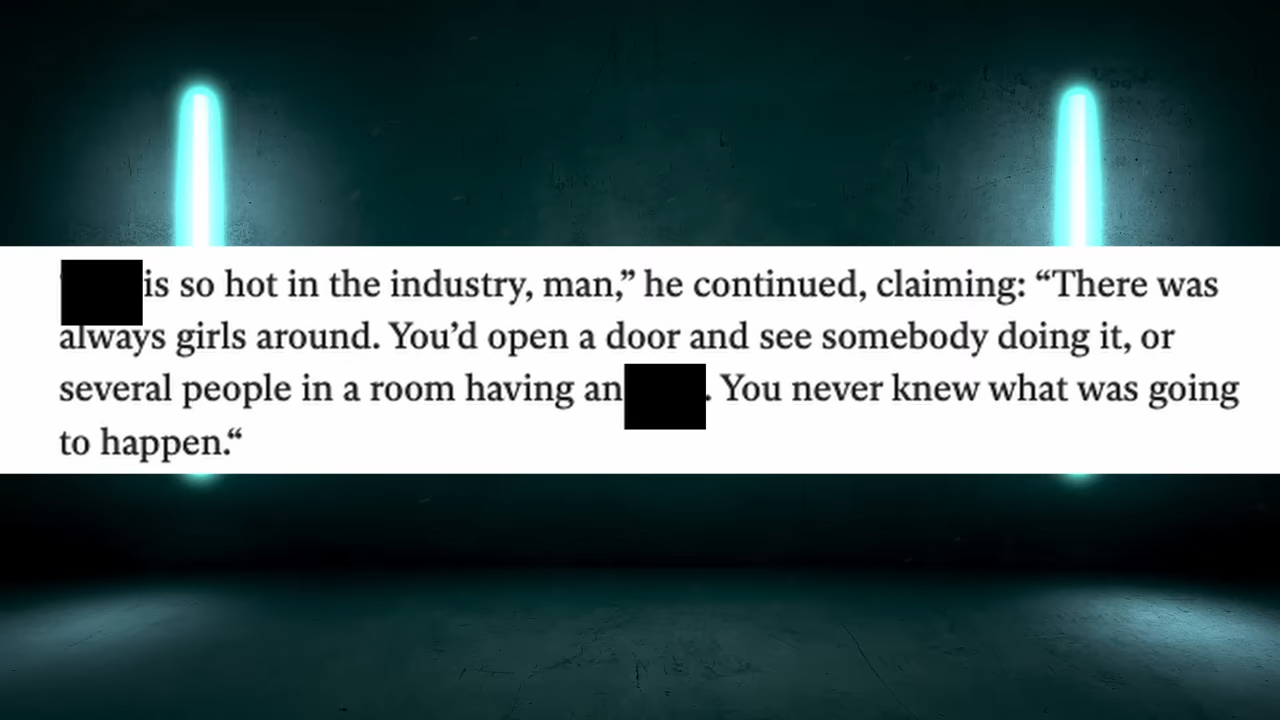 is so hot in the industry, man,” he continued, claiming: “There was
always girls around. You’d open a door and see somebody doing it, or
several people in a room having an . You never knew what was going
to happen.“